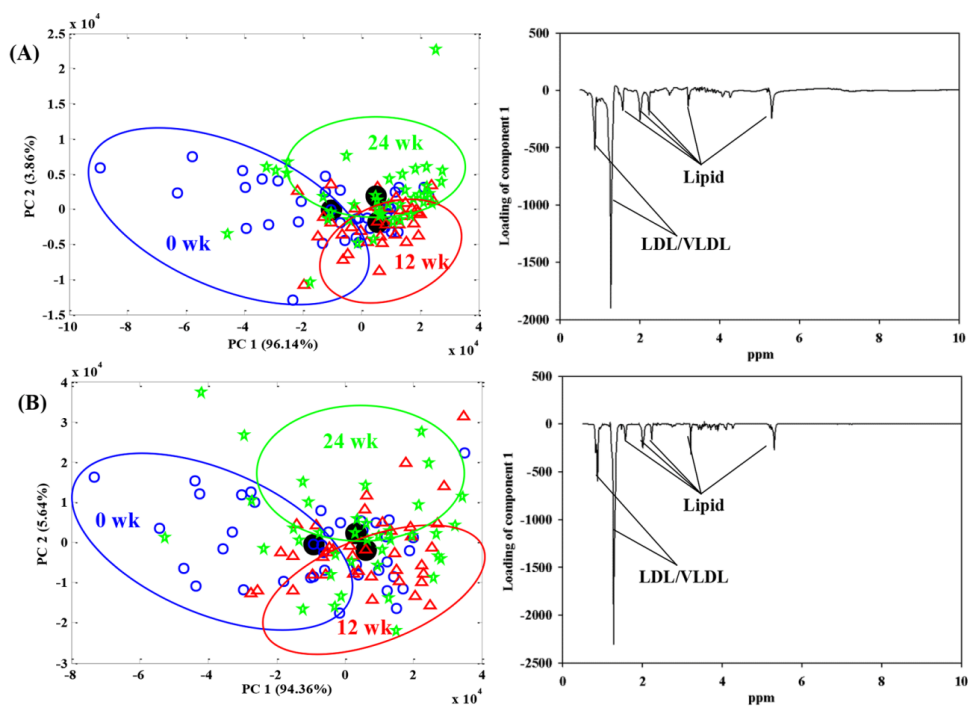 (A)
x 10^4
2.5
2
1.5
1
0.5
0
-0.5
-1
-1.5
PC 2 (3.86%)
24 wk
0 wk
12 wk
-10
-8
-6
-4
-2
0
2
4
PC 1 (96.14%)
x 10^4
500
0
-500
-1000
-1500
-2000
Loading of component 1
Lipid
LDL/VLDL
0
2
4
6
8
10
ppm
(B)
x 10^4
4
3
2
1
0
-1
-2
-3
PC 2 (5.64%)
24 wk
0 wk
12 wk
-8
-6
-4
-2
0
2
4
PC 1 (94.36%)
x 10^4
500
0
-500
-1000
-1500
-2000
-2500
Loading of component 1
Lipid
LDL/VLDL
0
2
4
6
8
10
ppm